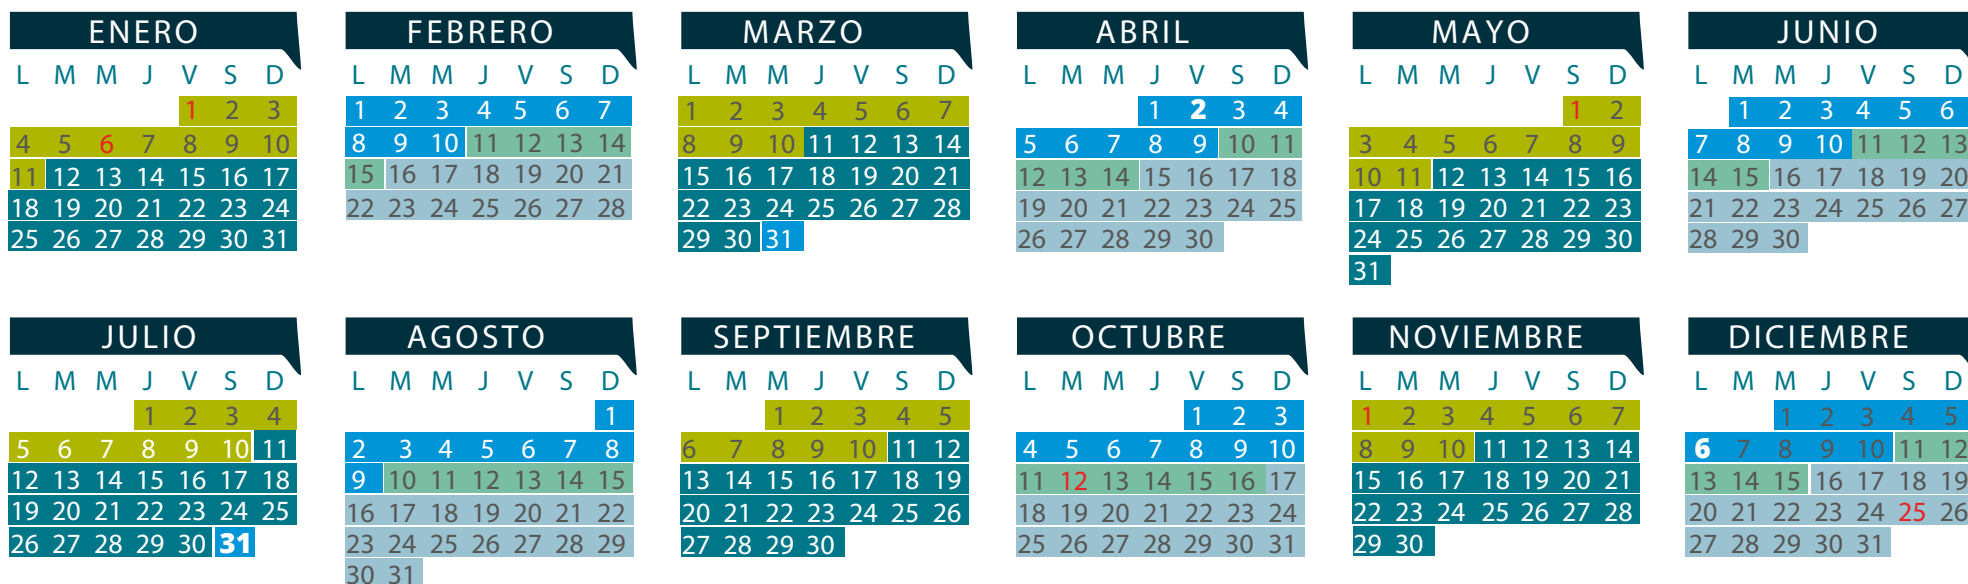 ENERO FEBRERO MARZO ABRIL MAYO JUNIO
L M M J V S D L M M J V S D L M M J V S D L M M J V S D L M M J V S D L M M J V S D
1 2 3 1 2 3 4 5 6 7 1 2 3 4 5 6 7 1 2 3 4 1 2 1 2 3 4 5 6
4 5 6 7 8 9 10 8 9 10 11 12 13 14 8 9 10 11 12 13 14 5 6 7 8 9 10 11 3 4 5 6 7 8 9 7 8 9 10 11 12 13
11 12 13 14 15 16 17 15 16 17 18 19 20 21 15 16 17 18 19 20 21 12 13 14 15 16 17 18 10 11 12 13 14 15 16 14 15 16 17 18 19 20
18 19 20 21 22 23 24 22 23 24 25 26 27 28 22 23 24 25 26 27 28 19 20 21 22 23 24 25 17 18 19 20 21 22 23 21 22 23 24 25 26 27
25 26 27 28 29 30 31 29 30 31 26 27 28 29 30 24 25 26 27 28 29 30 28 29 30
31
JULIO AGOSTO SEPTIEMBRE OCTUBRE NOVIEMBRE DICIEMBRE
L M M J V S D L M M J V S D L M M J V S D L M M J V S D L M M J V S D L M M J V S D
1 2 3 4 1 1 2 3 4 5 1 2 3 1 2 3 4 5 6 7 1 2 3 4 5
5 6 7 8 9 10 11 2 3 4 5 6 7 8 6 7 8 9 10 11 12 4 5 6 7 8 9 10 8 9 10 11 12 13 14 6 7 8 9 10 11 12
12 13 14 15 16 17 18 9 10 11 12 13 14 15 13 14 15 16 17 18 19 11 12 13 14 15 16 17 15 16 17 18 19 20 21 13 14 15 16 17 18 19
19 20 21 22 23 24 25 16 17 18 19 20 21 22 20 21 22 23 24 25 26 18 19 20 21 22 23 24 22 23 24 25 26 27 28 20 21 22 23 24 25 26
26 27 28 29 30 31 23 24 25 26 27 28 29 27 28 29 30 25 26 27 28 29 30 31 29 30 27 28 29 30 31
30 31